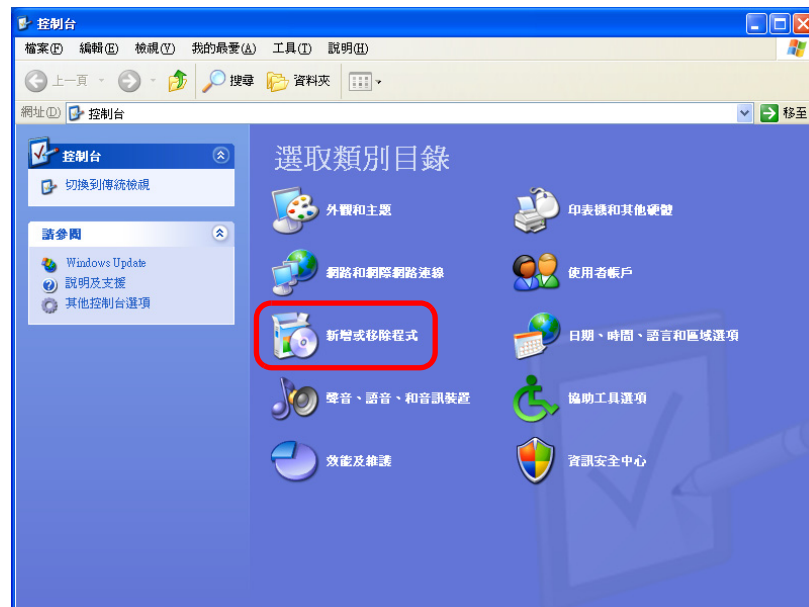 控制台
檔案(F) 編輯(E) 檢視(V) 我的最愛(A) 工具(T) 說明(H)
上一頁 搜尋 資料夾
網址(D) 控制台 移至
控制台
切換到傳統檢視
請參閱
Windows Update
說明及支援
其他控制台選項
選取類別目錄
外觀和主題
印表機和其他硬體
網路和網際網路連線
使用者帳戶
新增或移除程式
日期、時間、語言和區域選項
聲音、語音、和音訊裝置
協助工具選項
效能及維護
資訊安全中心